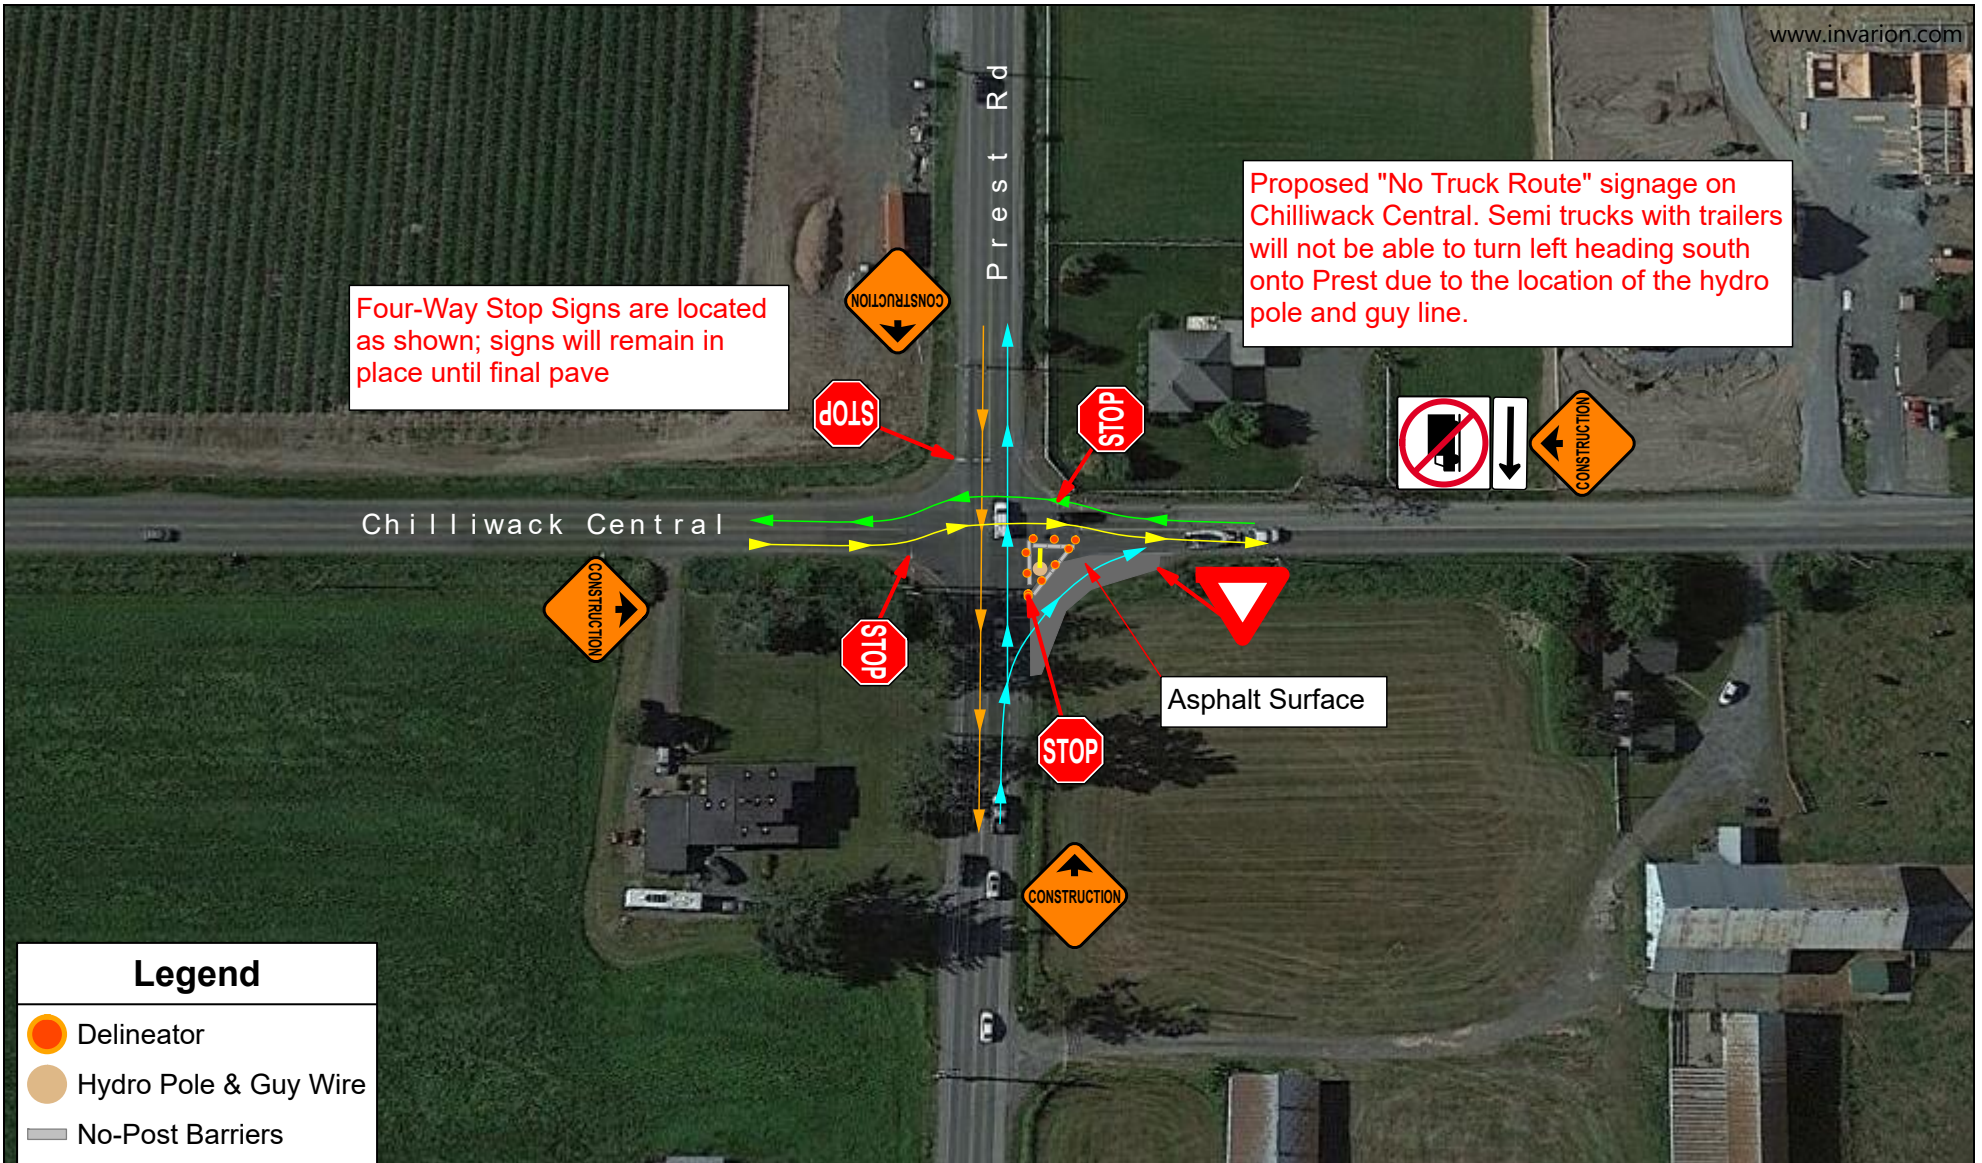 www.invarion.com
Prest Rd
Proposed "No Truck Route" signage on
Chilliwack Central. Semi trucks with trailers
will not be able to turn left heading south
onto Prest due to the location of the hydro
pole and guy line.
Four-Way Stop Signs are located
as shown; signs will remain in
place until final pave
CONSTRUCTION
STOP
STOP
CONSTRUCTION
Chilliwack Central
CONSTRUCTION
STOP
Asphalt Surface
STOP
CONSTRUCTION
Legend
Delineator
Hydro Pole & Guy Wire
No-Post Barriers